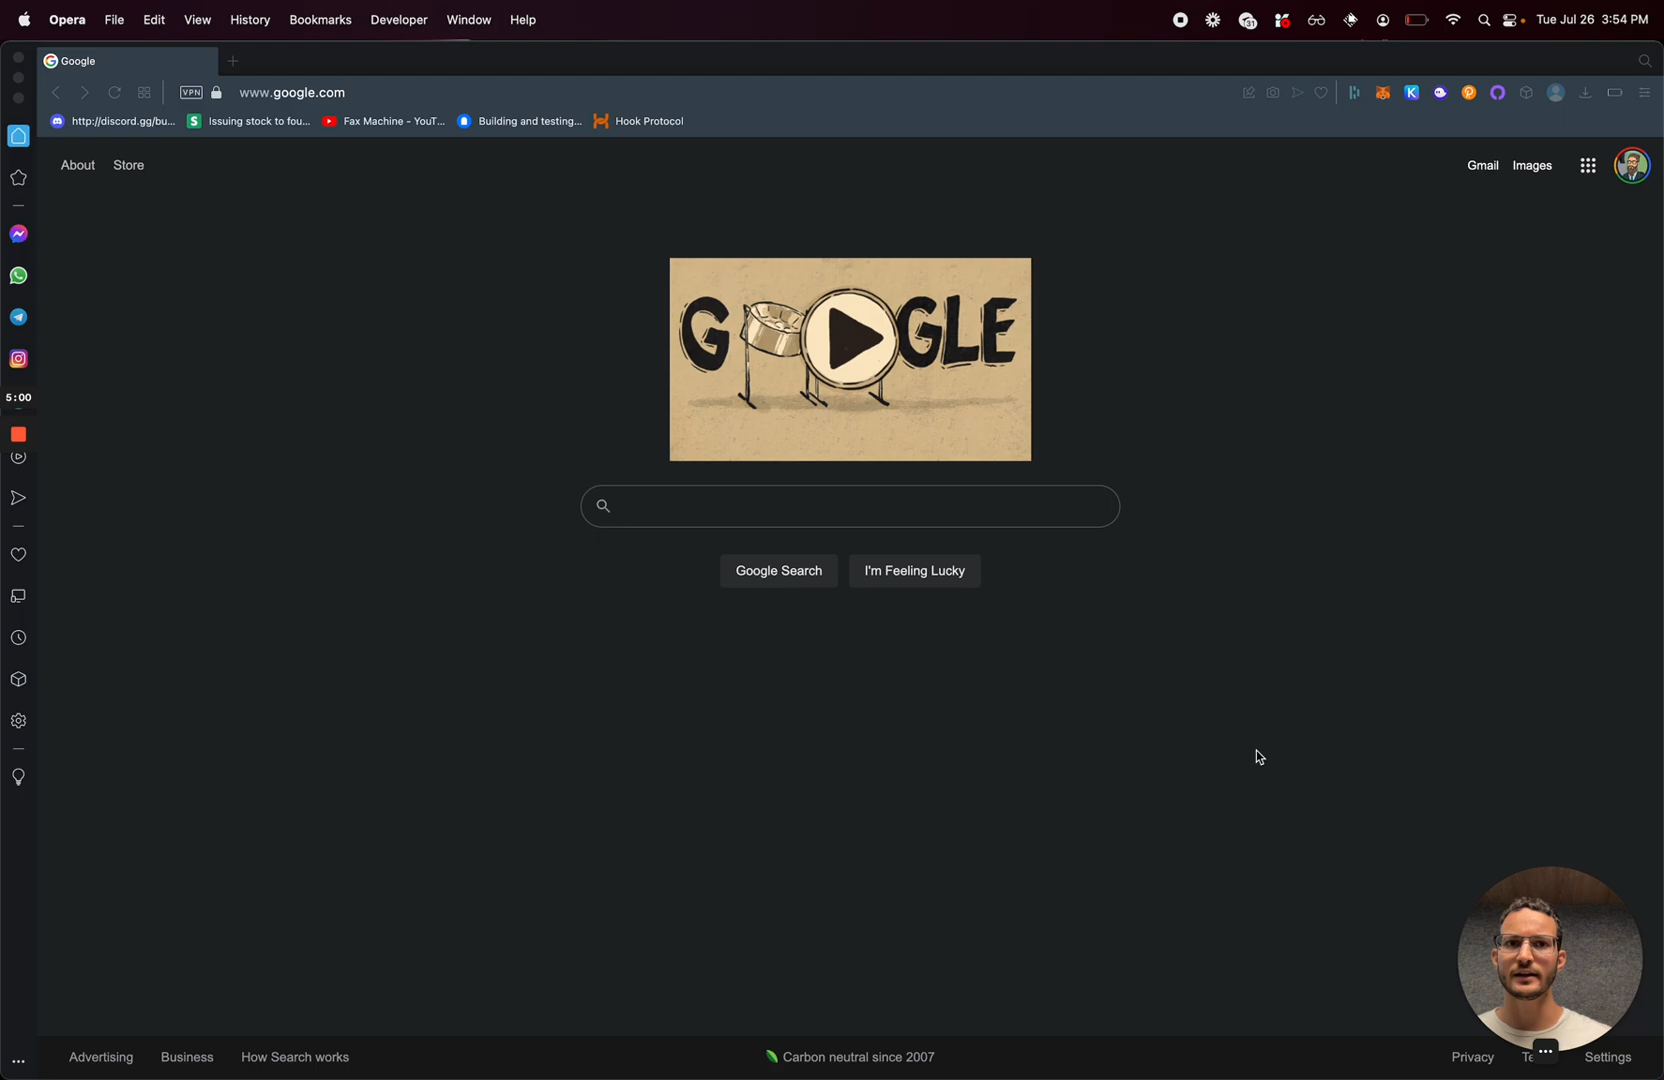 Opera File Edit View History Bookmarks Developer Window Help
31
Tue Jul 26 3:54 PM
Google
VPN
www.google.com
http://discord.gg/bu...
S
Issuing stock to fou...
Fax Machine - YouT...
Building and testing...
Hook Protocol
About Store
Gmail Images
GOOGLE
5:00
Google Search
I'm Feeling Lucky
Advertising Business How Search works
Carbon neutral since 2007
Privacy
Settings